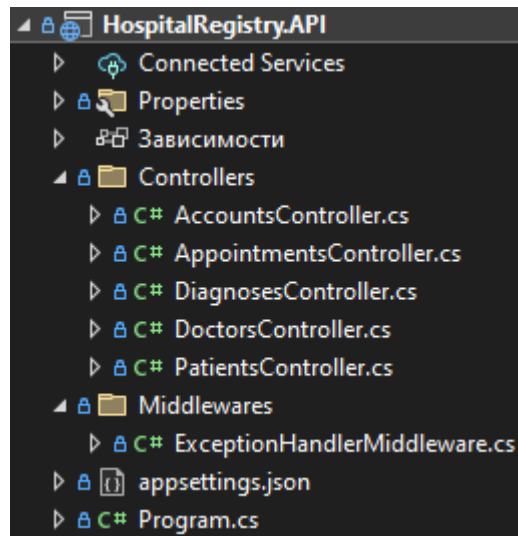 HospitalRegistry.API
Connected Services
Properties
Зависимости
Controllers
C# AccountsController.cs
C# AppointmentsController.cs
C# DiagnosesController.cs
C# DoctorsController.cs
C# PatientsController.cs
Middlewares
C# ExceptionHandlerMiddleware.cs
appsettings.json
C# Program.cs